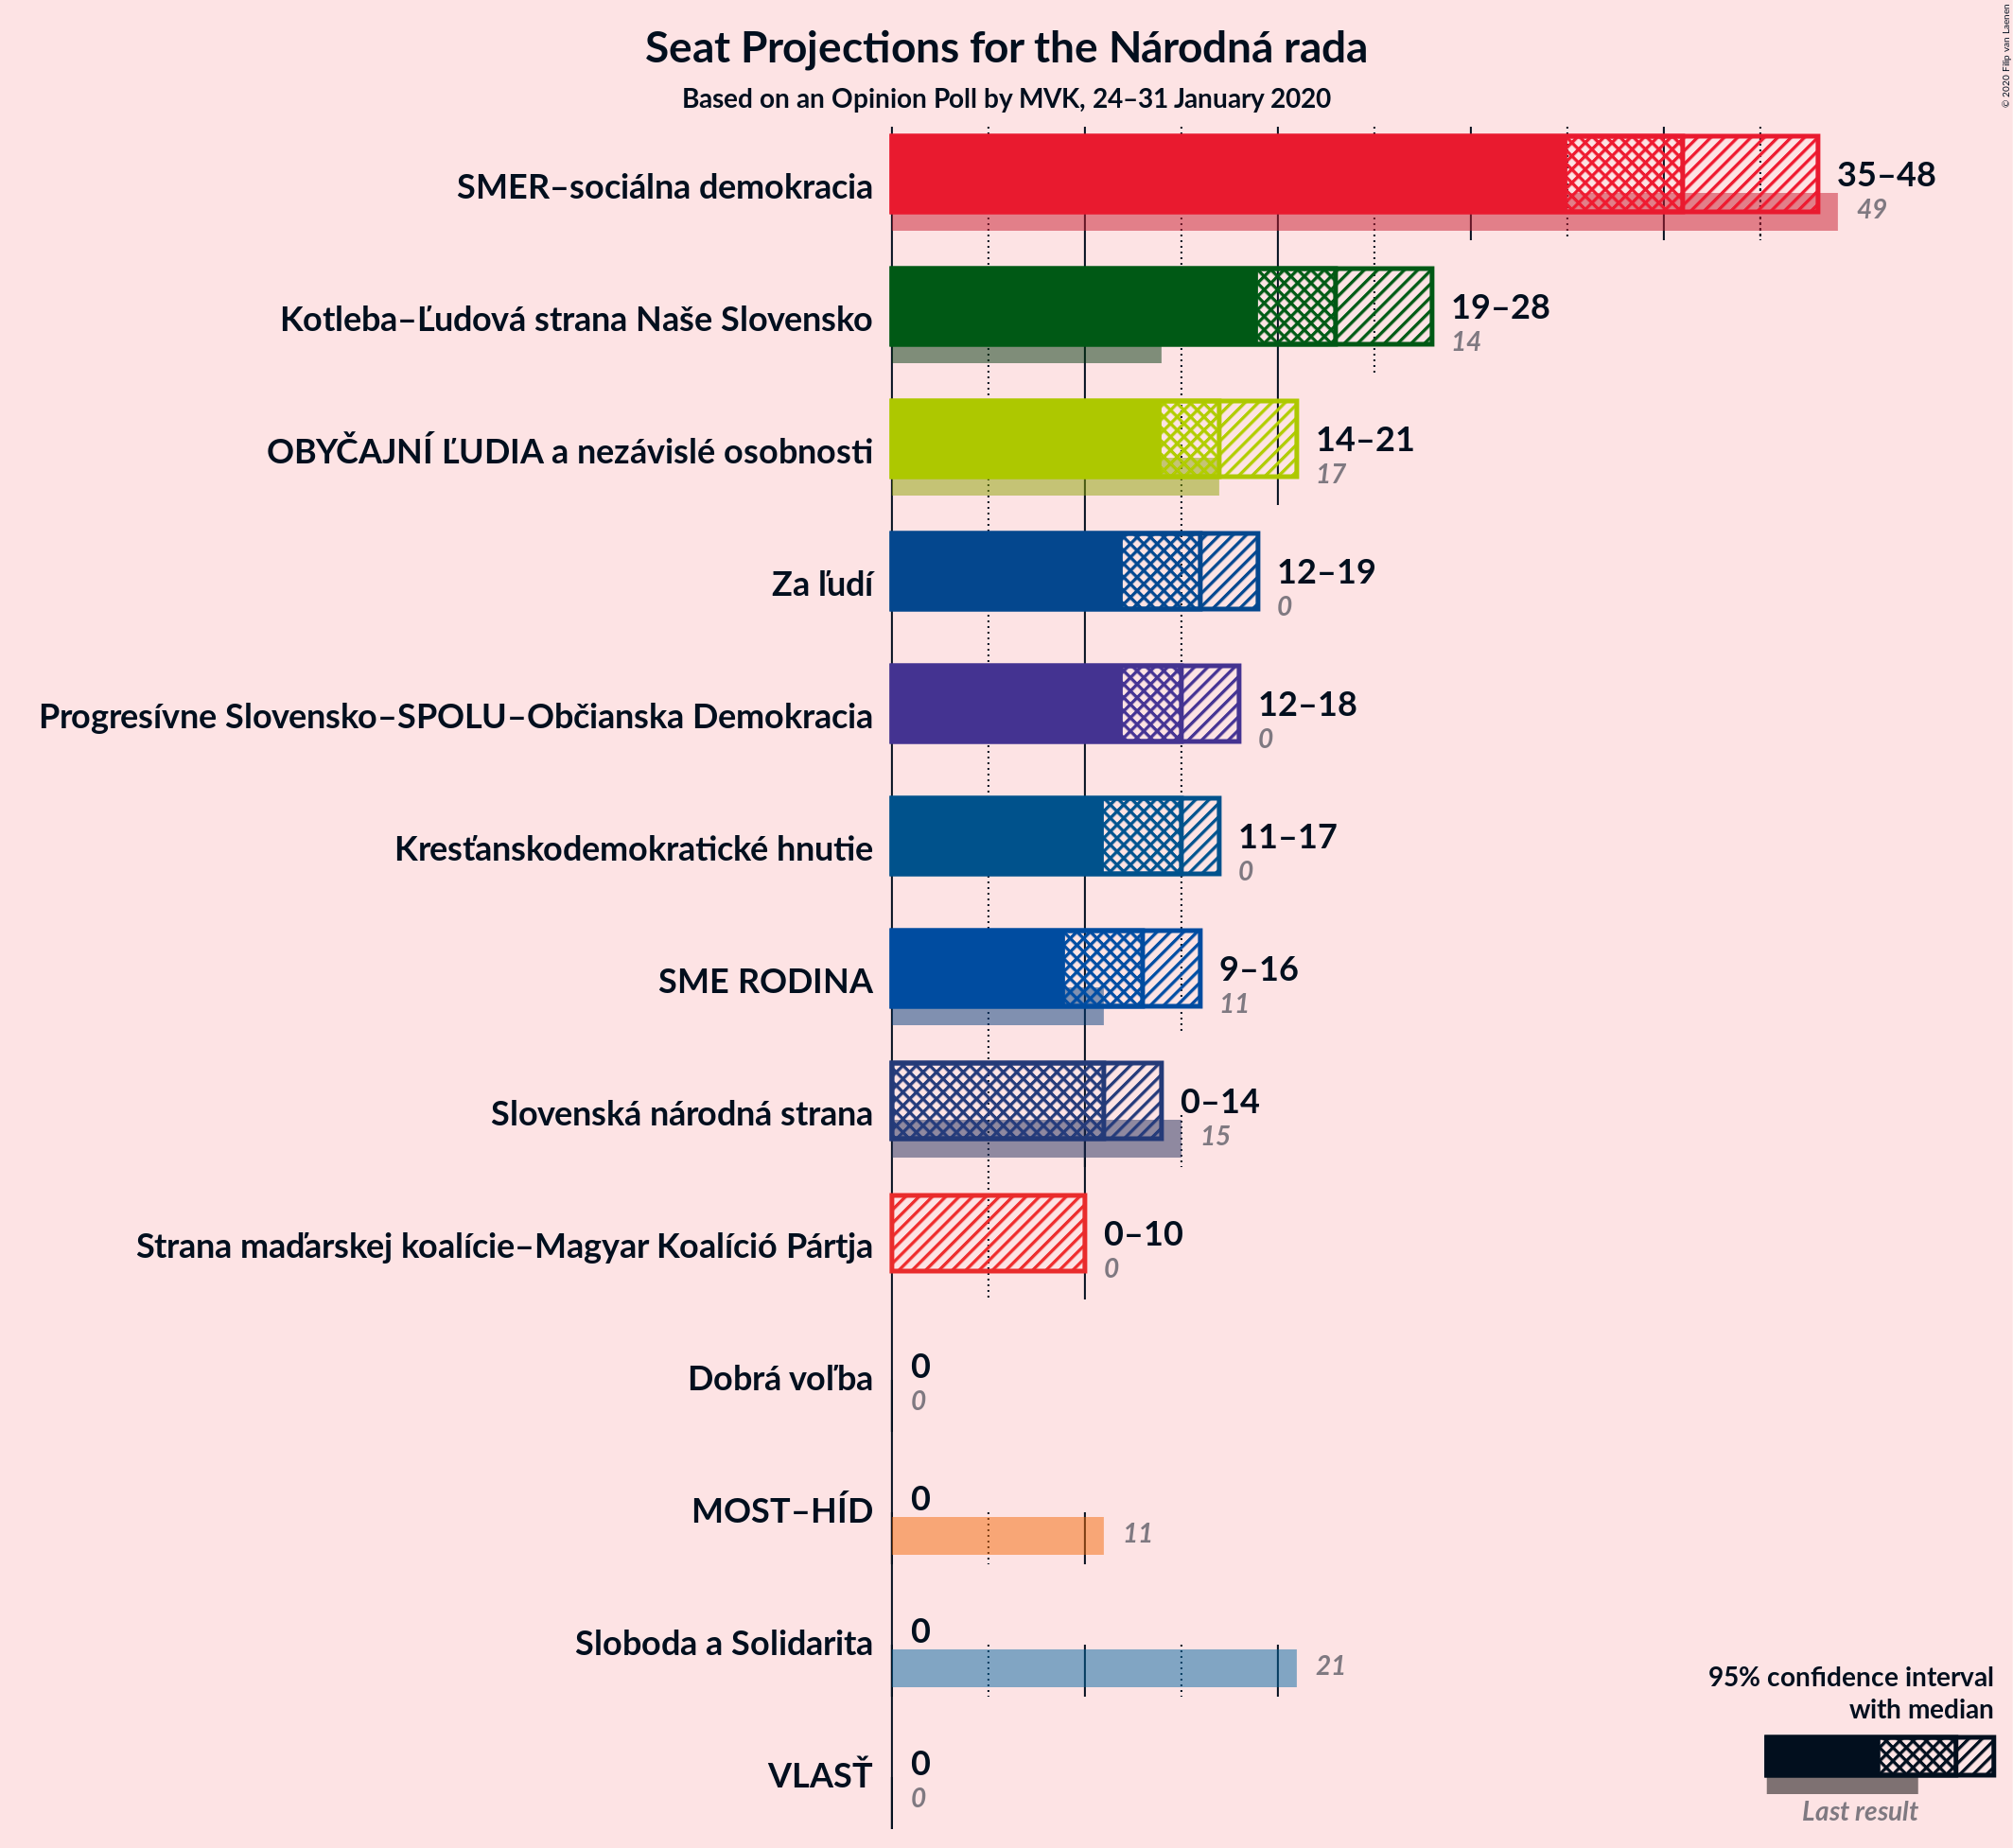 © 2020 Filip van Laenen
Seat Projections for the Národná rada
Based on an Opinion Poll by MVK, 24–31 January 2020
SMER–sociálna demokracia
35–48
49
Kotleba–Ľudová strana Naše Slovensko
19–28
14
OBYČAJNÍ ĽUDIA a nezávislé osobnosti
14–21
17
Za ľudí
12–19
0
Progresívne Slovensko–SPOLU–Občianska Demokracia
12–18
0
Kresťanskodemokratické hnutie
11–17
0
SME RODINA
9–16
11
Slovenská národná strana
0–14
15
Strana maďarskej koalície–Magyar Koalíció Pártja
0–10
0
Dobrá voľba
0
0
MOST–HÍD
0
11
Sloboda a Solidarita
0
21
VLASŤ
0
0
95% confidence interval
with median
Last result